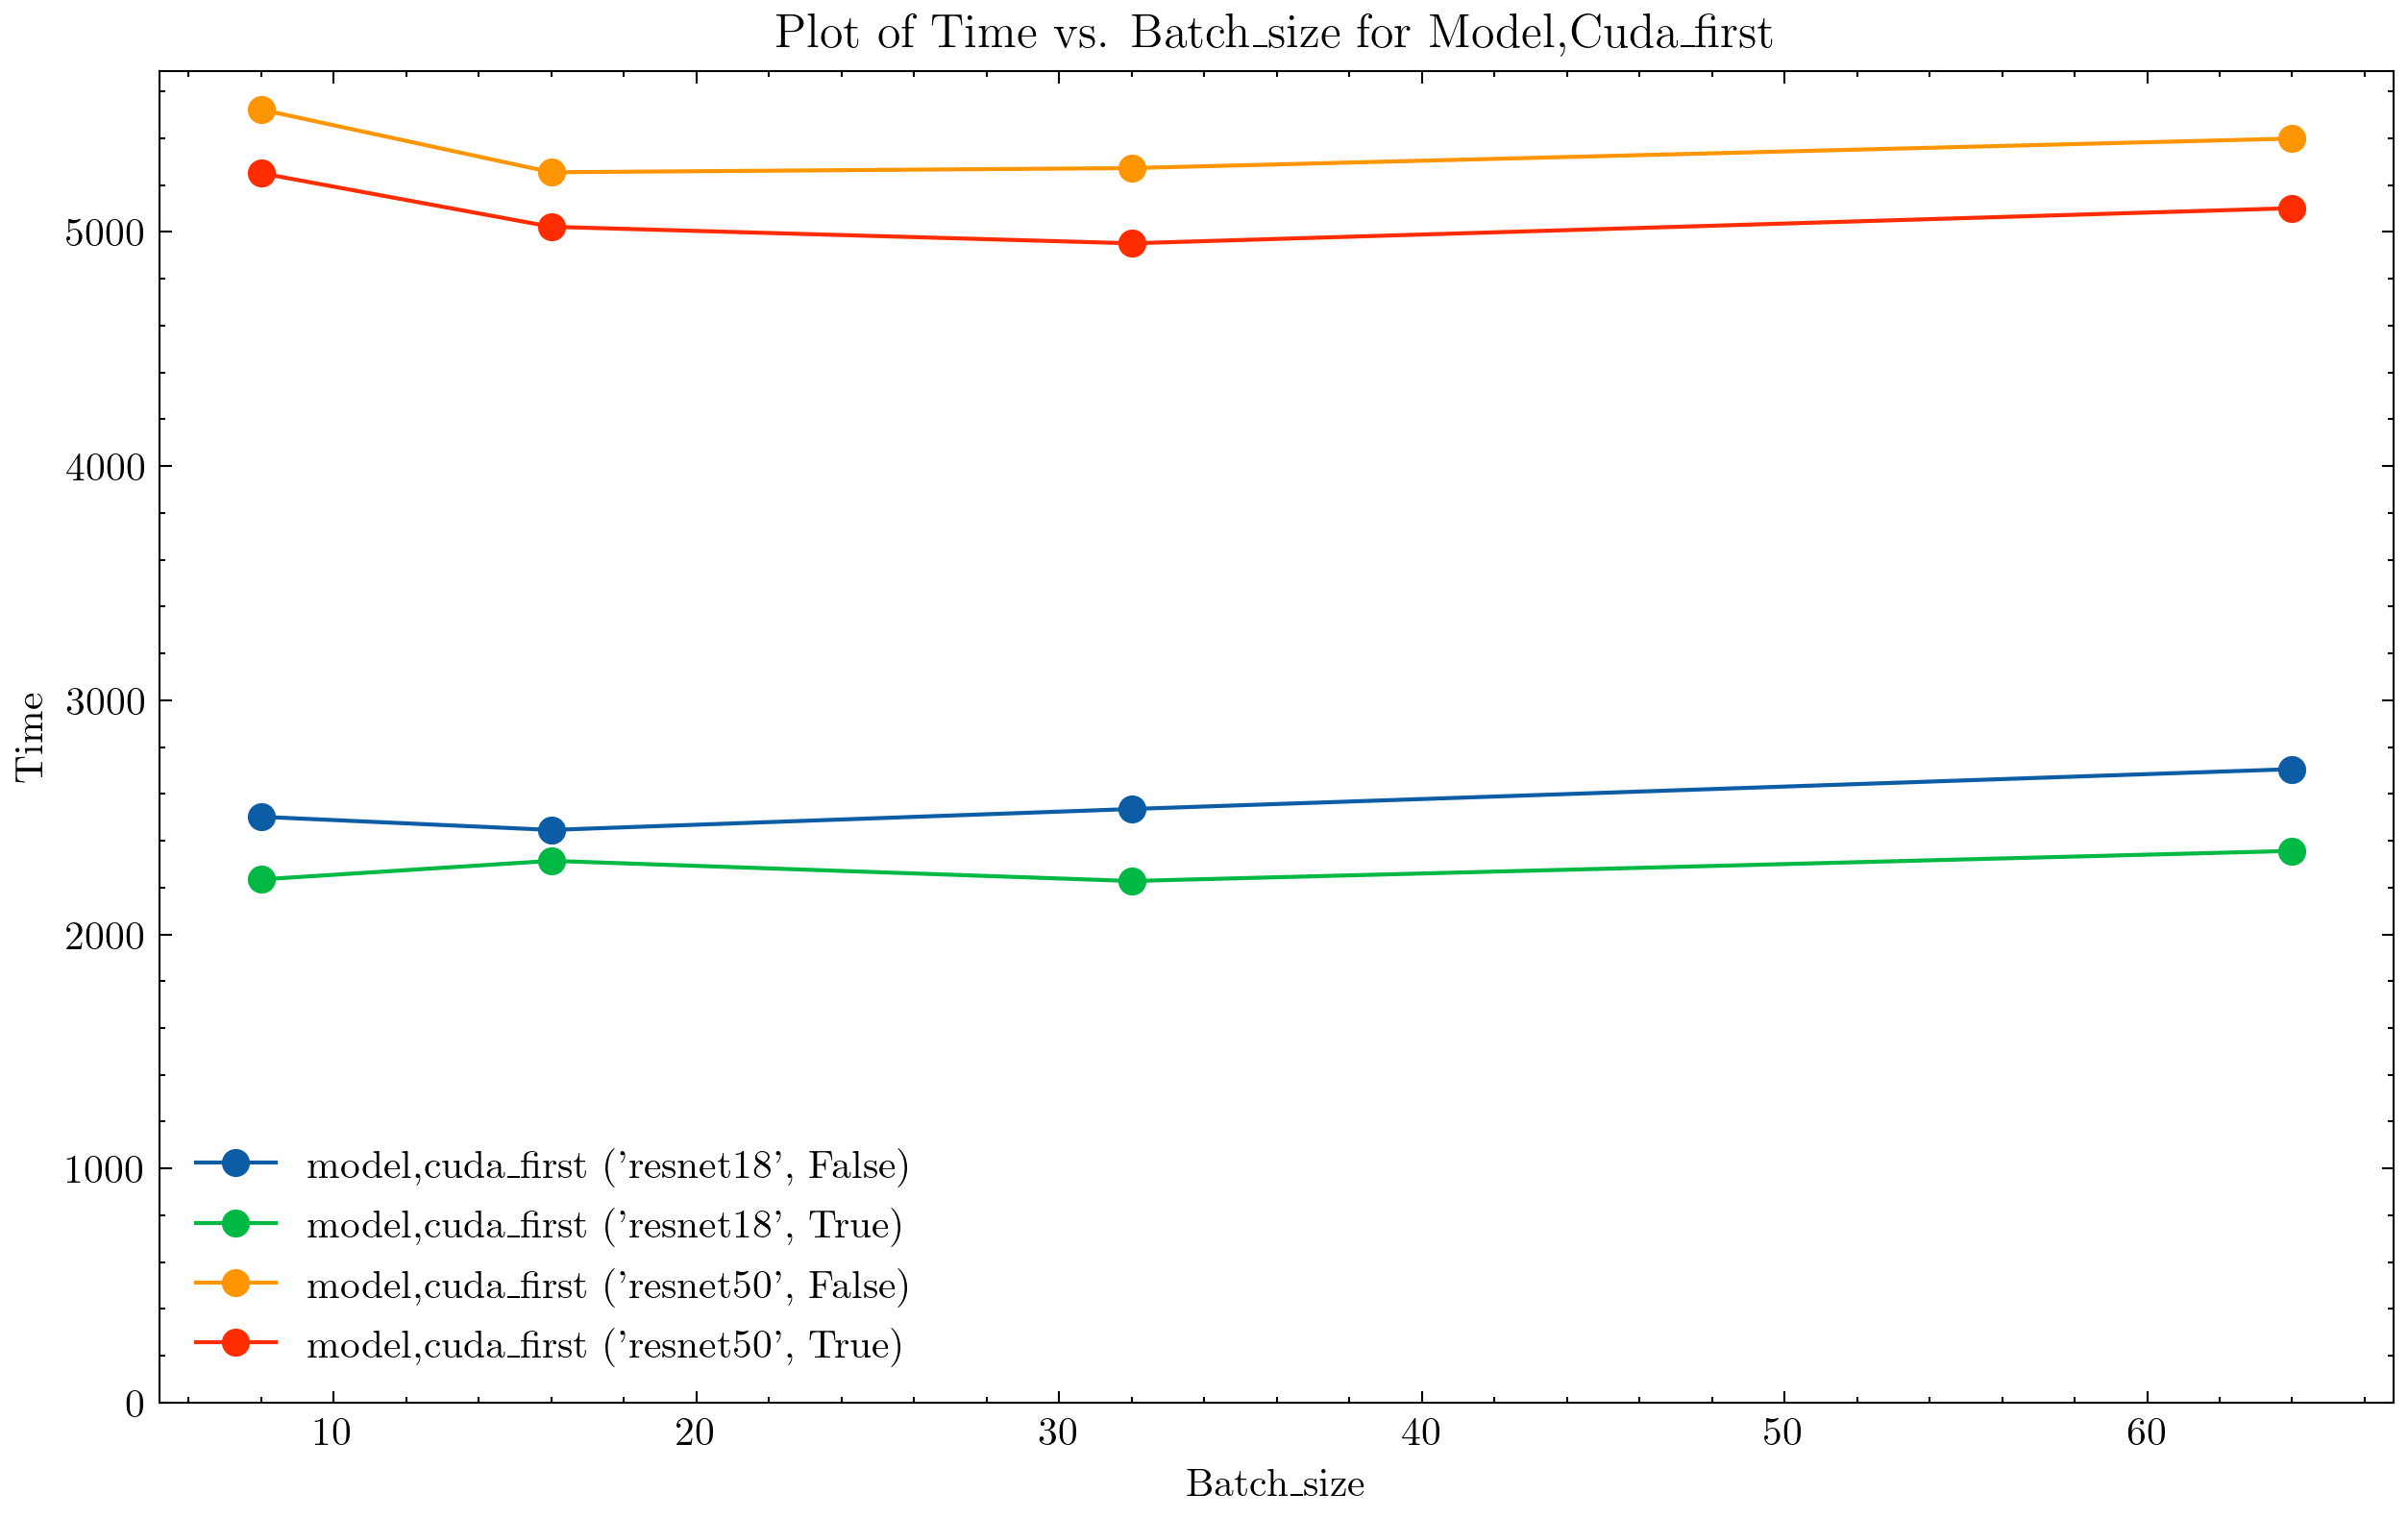 Plot of Time vs. Batch_size for Model,Cuda_first
Time
5000
4000
3000
2000
1000
0
model,cuda_first ('resnet18', False)
model,cuda_first ('resnet18', True)
model,cuda_first ('resnet50', False)
model,cuda_first ('resnet50', True)
10 20 30 40 50 60
Batch_size